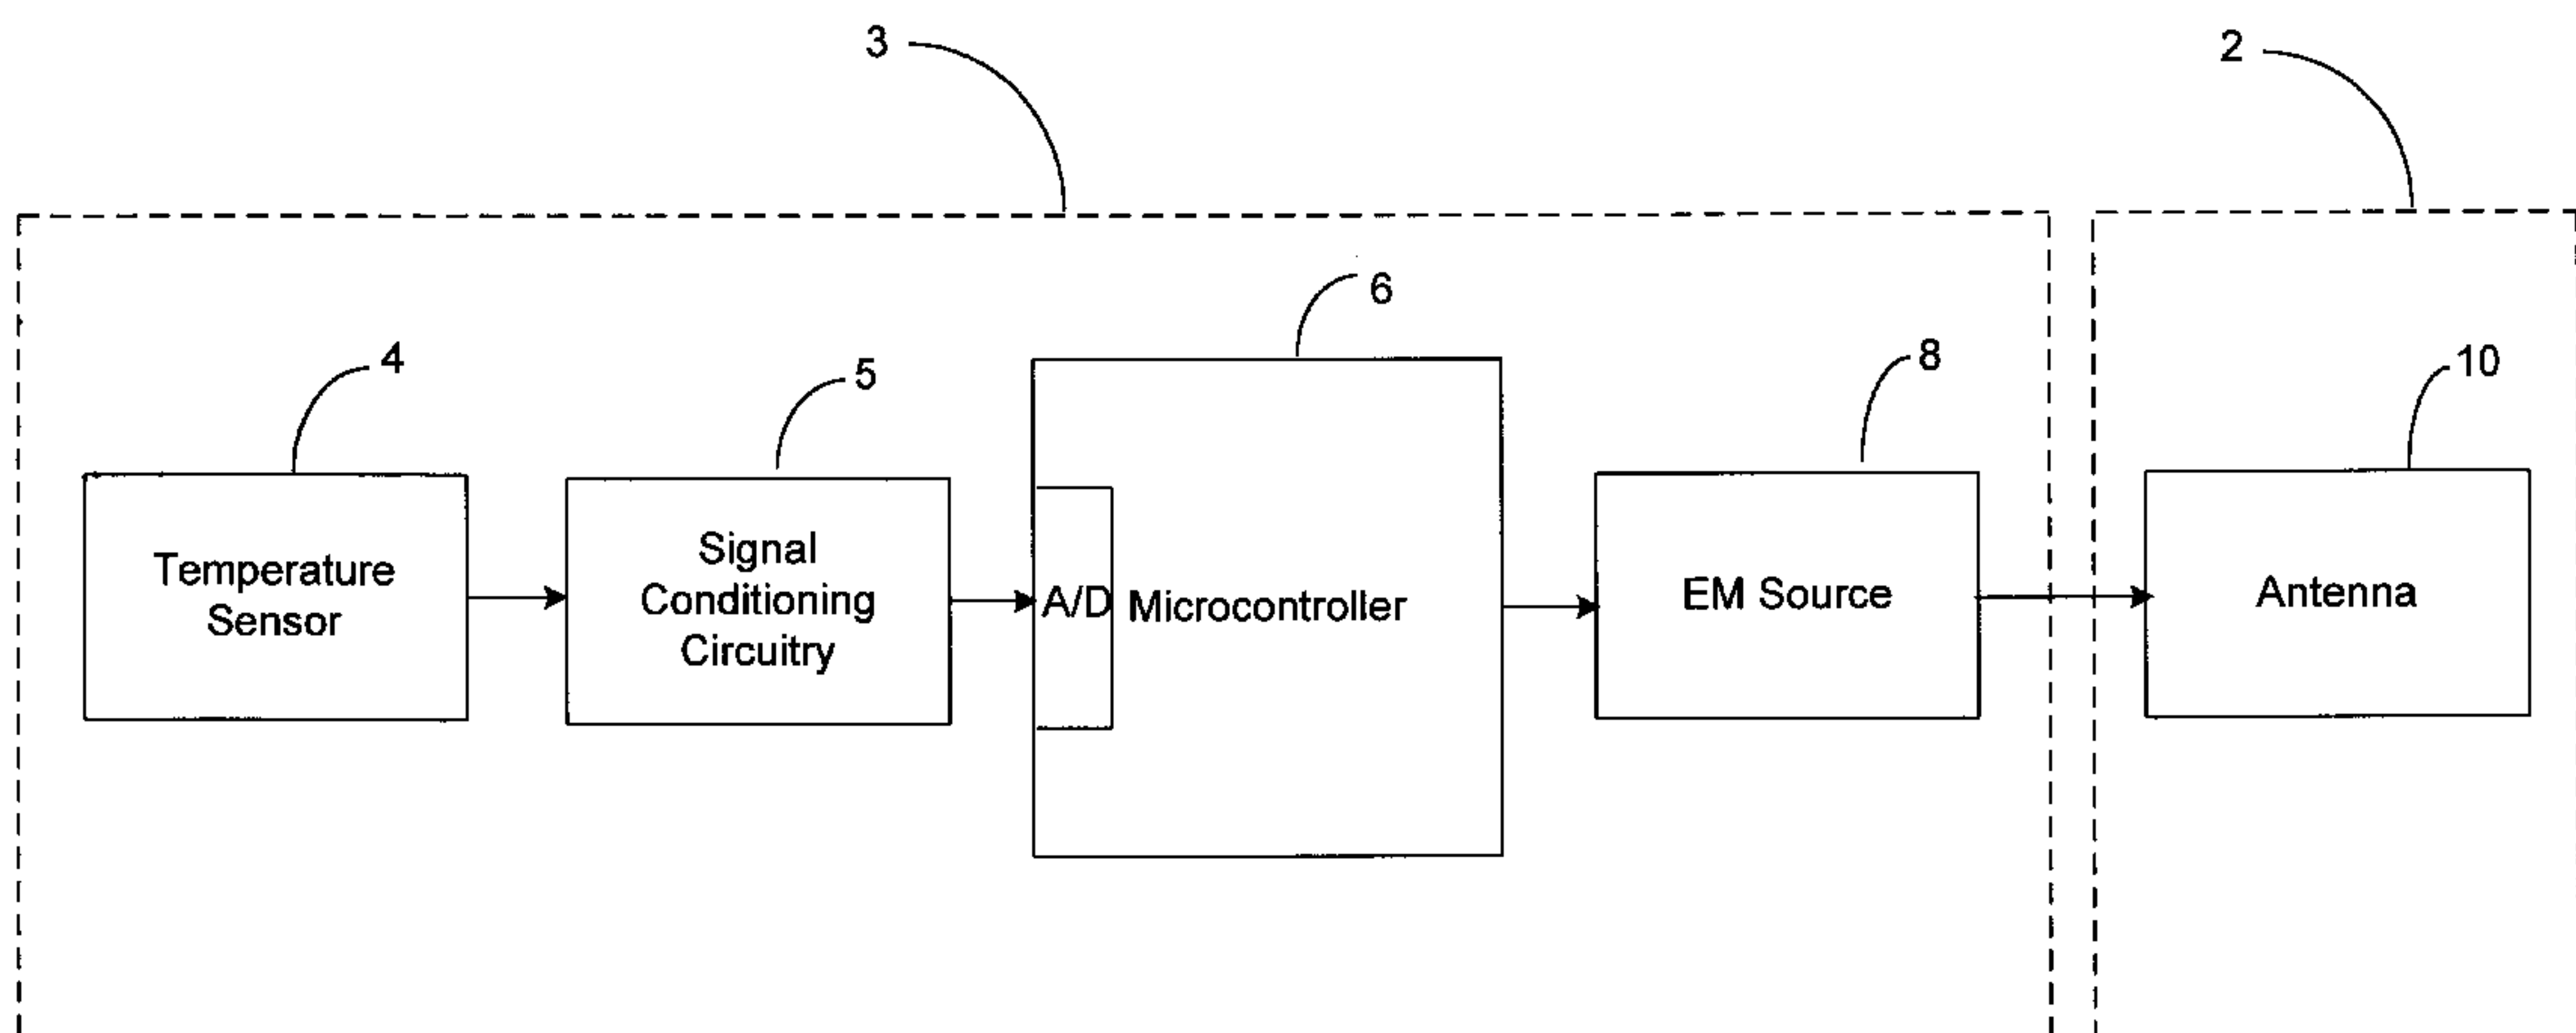 3
2
6
4
5
8
10
Temperature
Sensor
Signal
Conditioning
Circuitry
A/D
Microcontroller
EM Source
Antenna